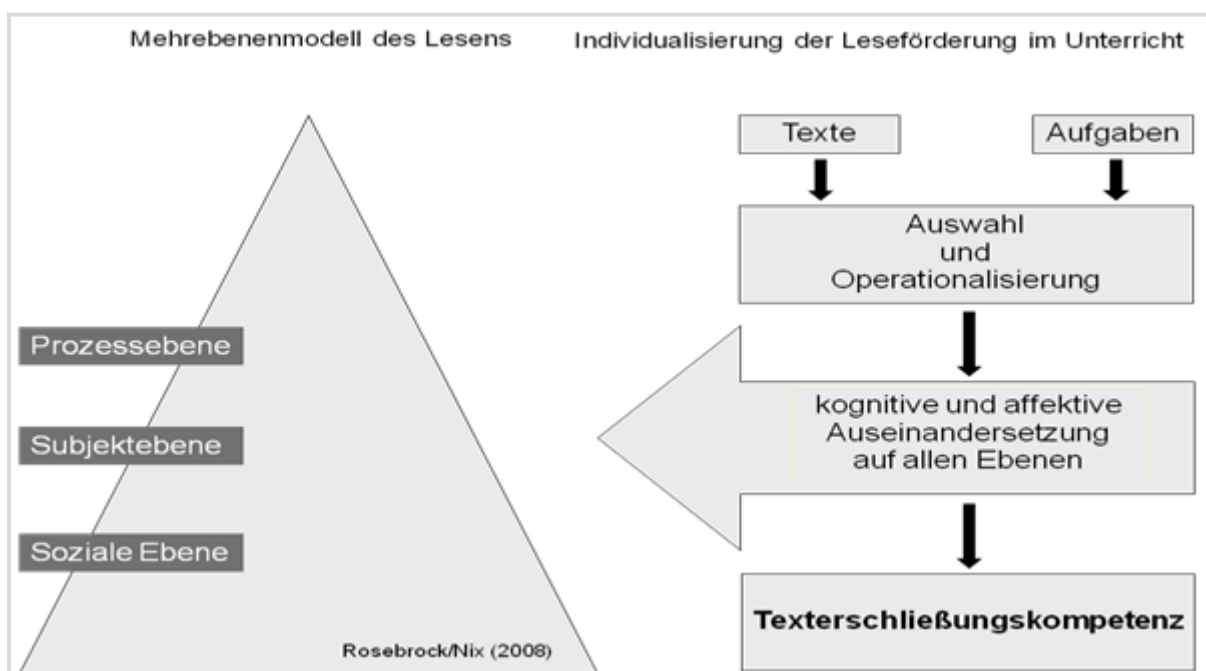 Mehrebenenmodell des Lesens
Individualisierung der Leseförderung im Unterricht
Texte
Aufgaben
Auswahl
und
Operationalisierung
Prozessebene
Subjektebene
Soziale Ebene
kognitive und affektive
Auseinandersetzung
auf allen Ebenen
Texterschließungskompetenz
Rosebrock/Nix (2008)